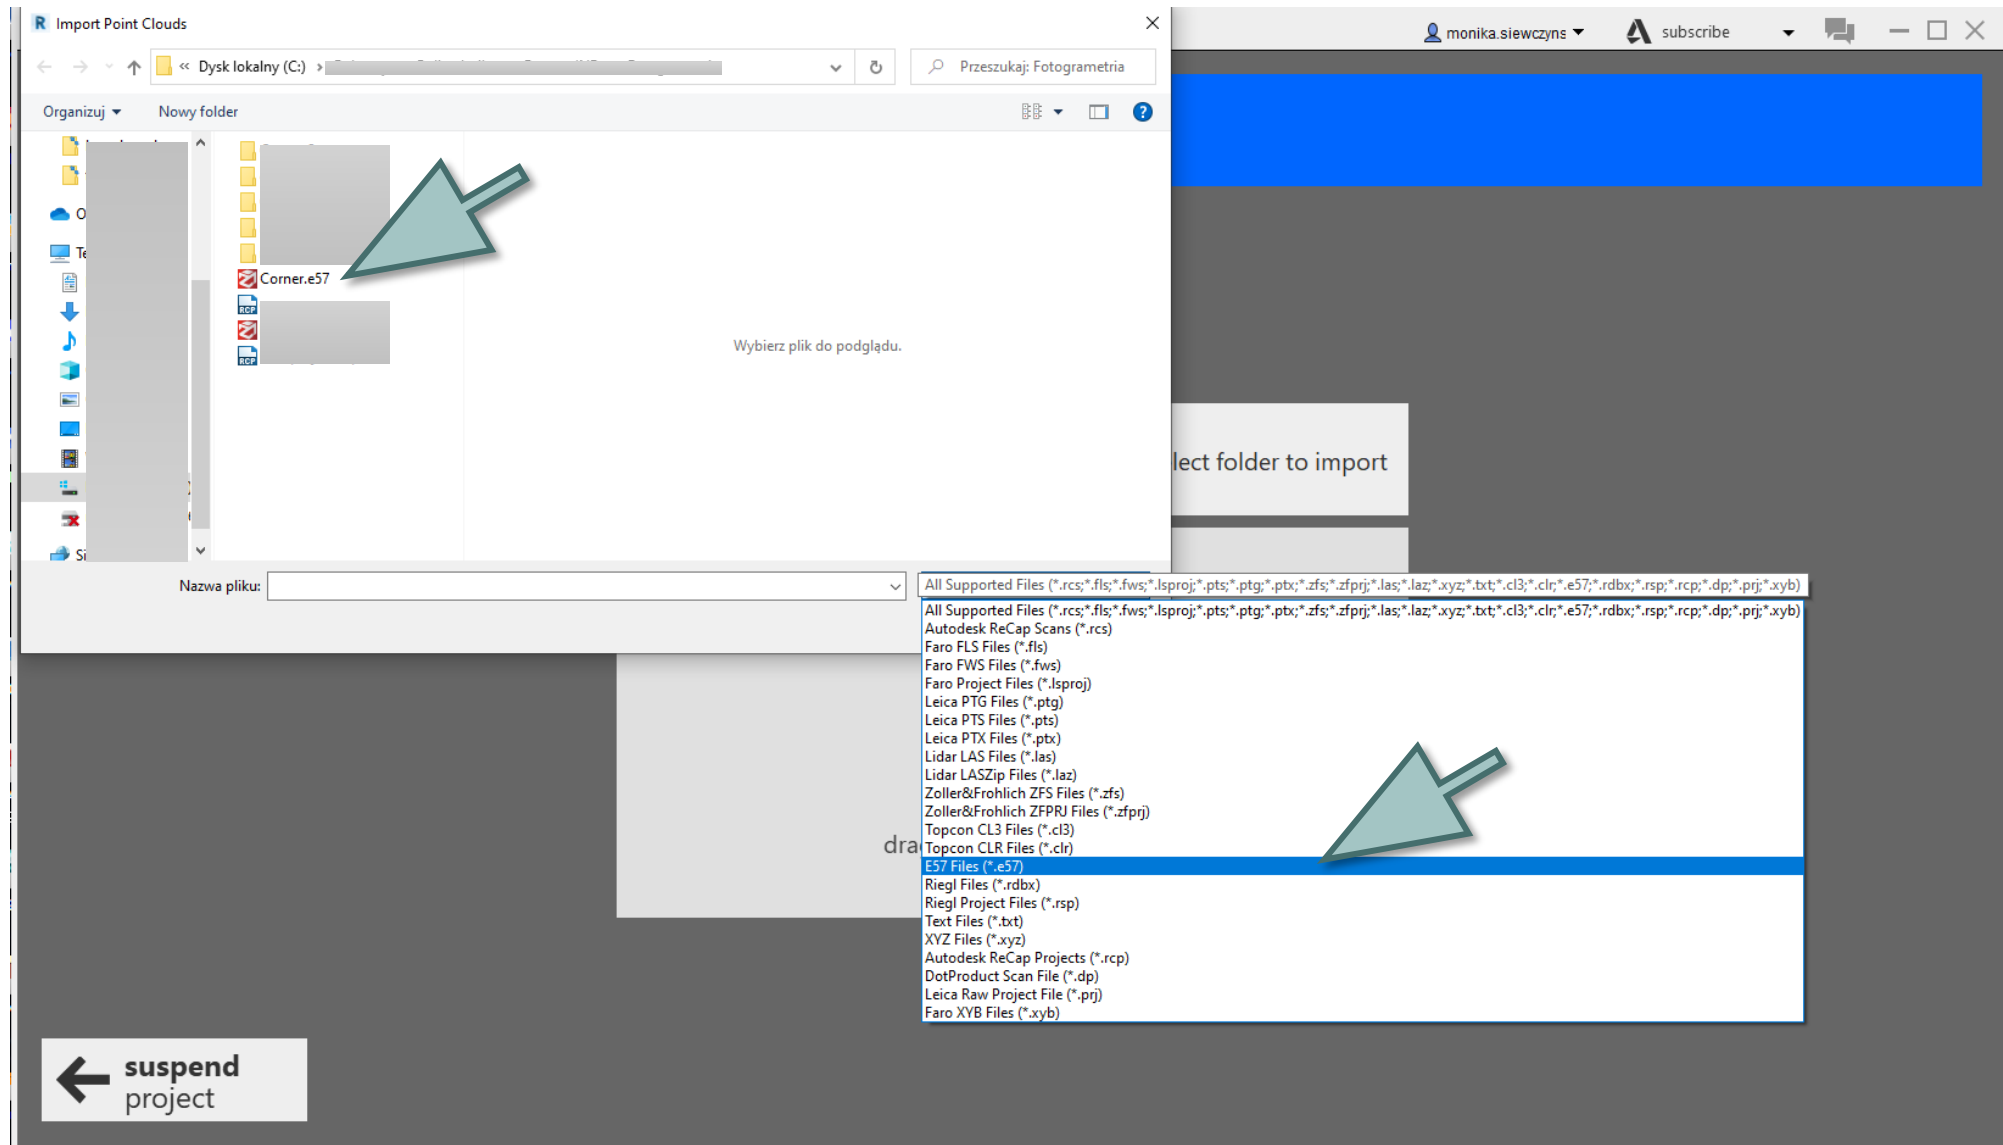 Import Point Clouds
monika.siewczyns
subscribe
« Dysk lokalny (C:) ›
Przeszukaj: Fotogrametria
Organizuj
Nowy folder
Corner.e57
RCP
RCP
Wybierz plik do podglądu.
lect folder to import
Nazwa pliku:
All Supported Files (*.rcs;*.fls;*.fws;*.lsproj;*.pts;*.ptg;*.ptx;*.zfs;*.zfprj;*.las;*.laz;*.xyz;*.txt;*.cl3;*.clr;*.e57;*.rdbx;*.rsp;*.rcp;*.dp;*.prj;*.xyb)
All Supported Files (*.rcs;*.fls;*.fws;*.lsproj;*.pts;*.ptg;*.ptx;*.zfs;*.zfprj;*.las;*.laz;*.xyz;*.txt;*.cl3;*.clr;*.e57;*.rdbx;*.rsp;*.rcp;*.dp;*.prj;*.xyb)
Autodesk ReCap Scans (*.rcs)
Faro FLS Files (*.fls)
Faro FWS Files (*.fws)
Faro Project Files (*.lsproj)
Leica PTG Files (*.ptg)
Leica PTS Files (*.pts)
Leica PTX Files (*.ptx)
Lidar LAS Files (*.las)
Lidar LASZip Files (*.laz)
Zoller&Frohlich ZFS Files (*.zfs)
Zoller&Frohlich ZFPRJ Files (*.zfprj)
Topcon CL3 Files (*.cl3)
Topcon CLR Files (*.clr)
E57 Files (*.e57)
Riegl Files (*.rdbx)
Riegl Project Files (*.rsp)
Text Files (*.txt)
XYZ Files (*.xyz)
Autodesk ReCap Projects (*.rcp)
DotProduct Scan File (*.dp)
Leica Raw Project File (*.prj)
Faro XYB Files (*.xyb)
suspend
project